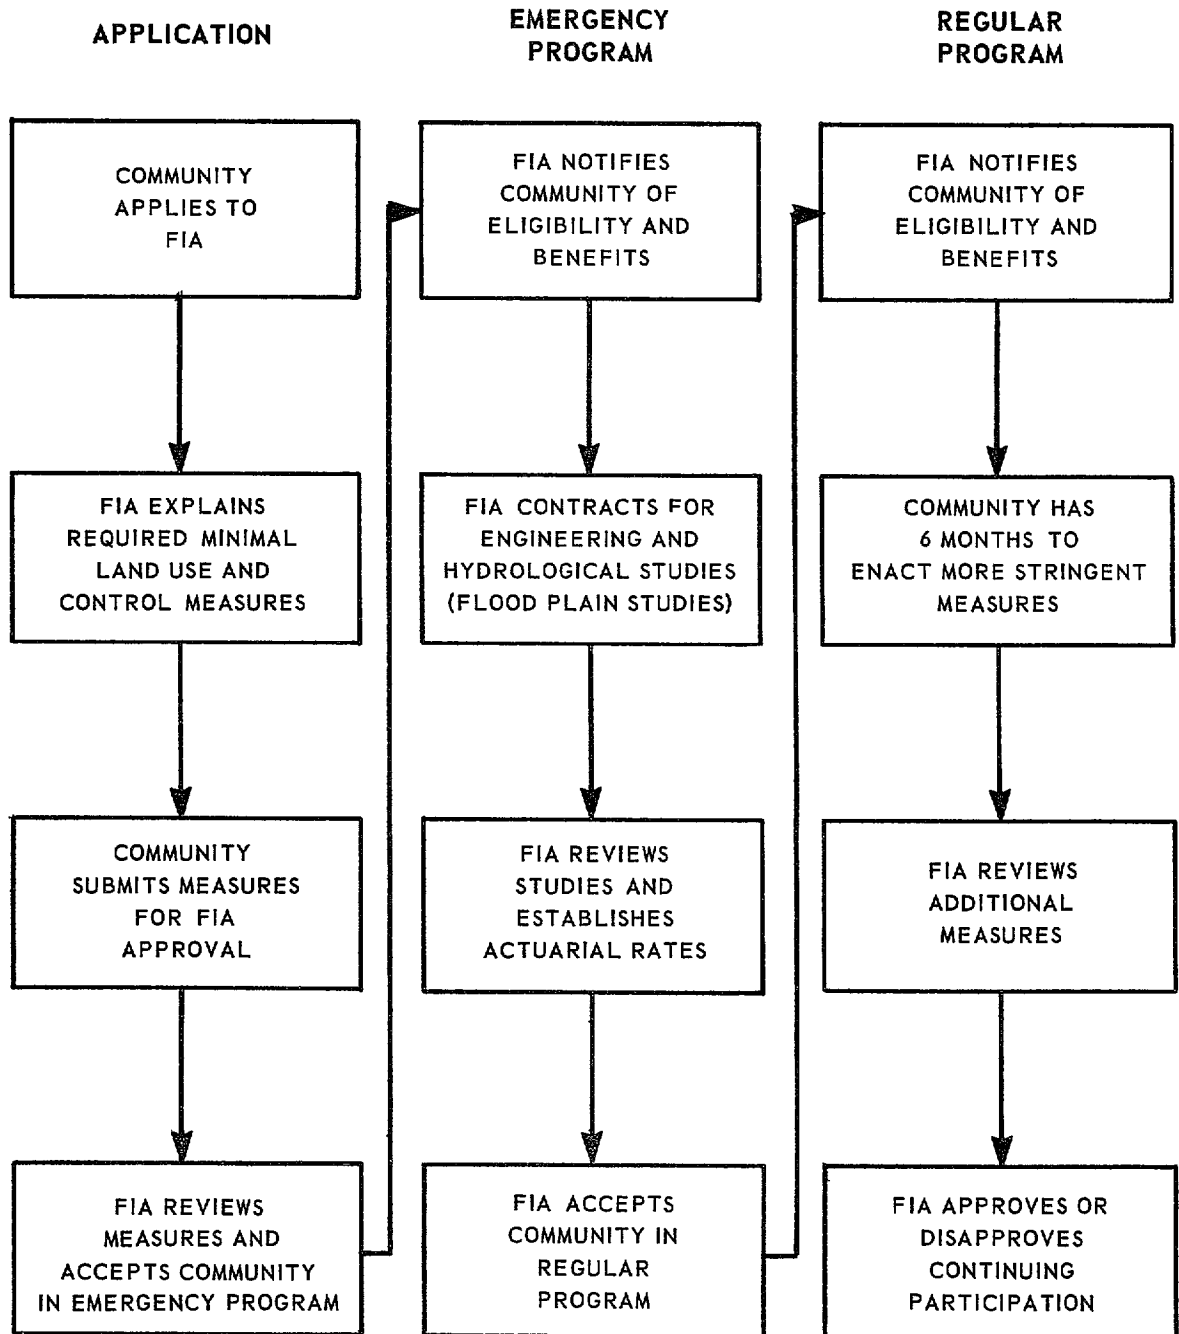 APPLICATION
COMMUNITY
APPLIES TO
FIA
FIA EXPLAINS
REQUIRED MINIMAL
LAND USE AND
CONTROL MEASURES
COMMUNITY
SUBMITS MEASURES
FOR FIA
APPROVAL
FIA REVIEWS
MEASURES AND
ACCEPTS COMMUNITY
IN EMERGENCY PROGRAM
EMERGENCY
PROGRAM
FIA NOTIFIES
COMMUNITY OF
ELIGIBILITY AND
BENEFITS
FIA CONTRACTS FOR
ENGINEERING AND
HYDROLOGICAL STUDIES
(FLOOD PLAIN STUDIES)
FIA REVIEWS
STUDIES AND
ESTABLISHES
ACTUARIAL RATES
FIA ACCEPTS
COMMUNITY IN
REGULAR
PROGRAM
REGULAR
PROGRAM
FIA NOTIFIES
COMMUNITY OF
ELIGIBILITY AND
BENEFITS
COMMUNITY HAS
6 MONTHS TO
ENACT MORE STRINGENT
MEASURES
FIA REVIEWS
ADDITIONAL
MEASURES
FIA APPROVES OR
DISAPPROVES
CONTINUING
PARTICIPATION